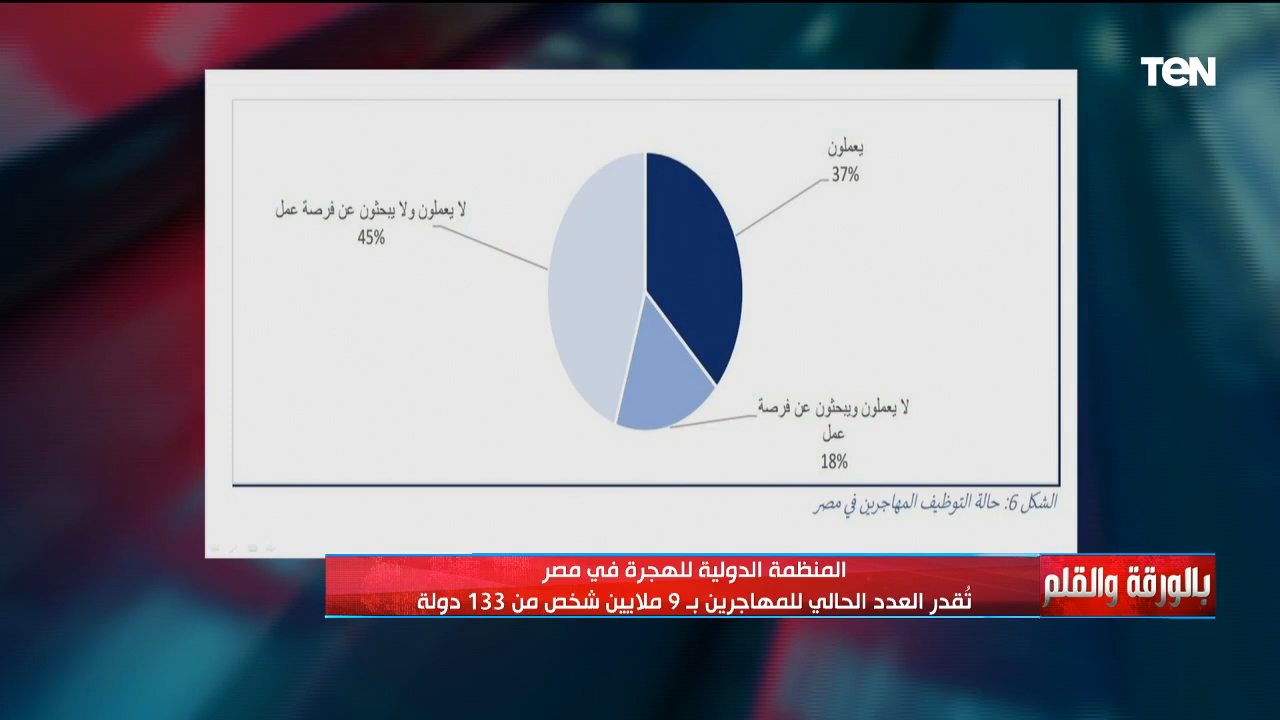 TeN
يعملون
37%
لا يعملون ولا يبحثون عن فرصة عمل
45%
لا يعملون ويبحثون عن فرصة
عمل
18%
الشكل 6: حالة التوظيف المهاجرين في مصر
بالورقة والقلم
المنظمة الدولية للهجرة في مصر
تُقدر العدد الحالي للمهاجرين بـ 9 ملايين شخص من 133 دولة